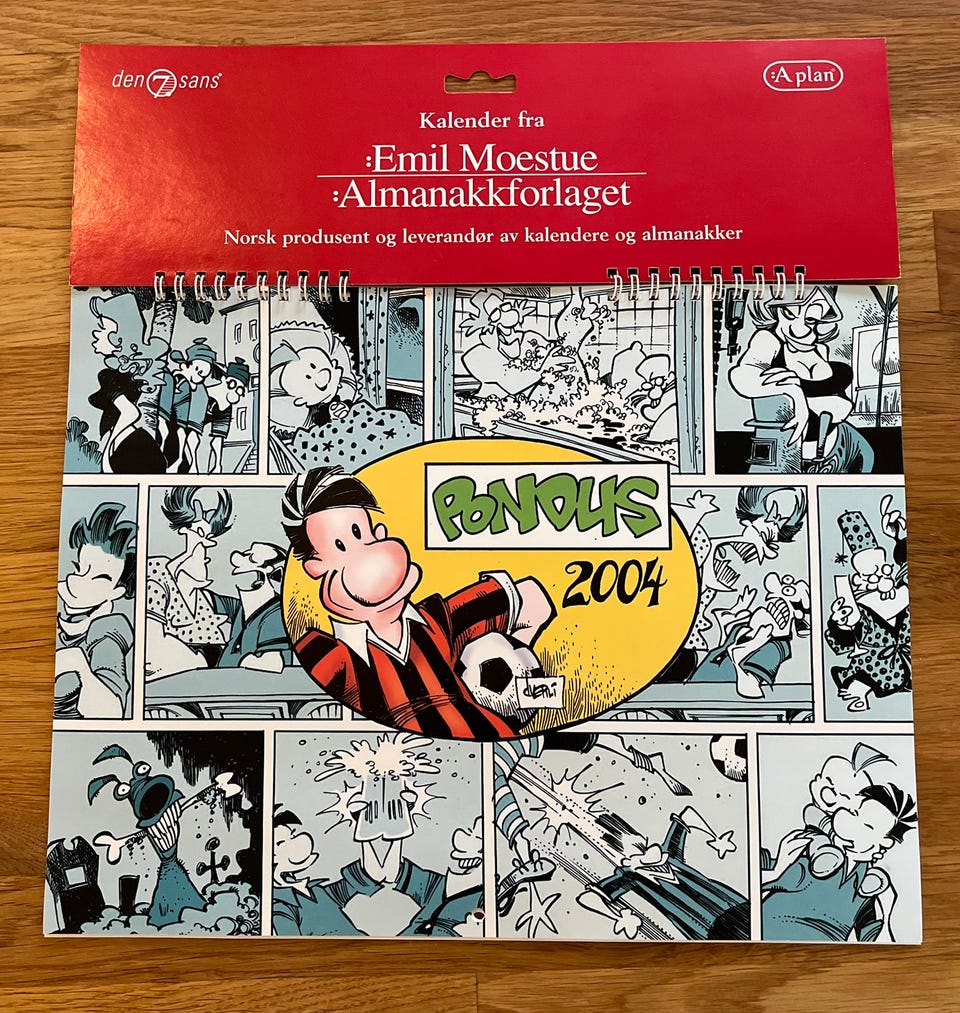 den 7 sans
:A plan
Kalender fra
:Emil Moestue
:Almanakkforlaget
Norsk produsent og leverandør av kalendere og almanakker
PONDUS
2004
ØVERLI